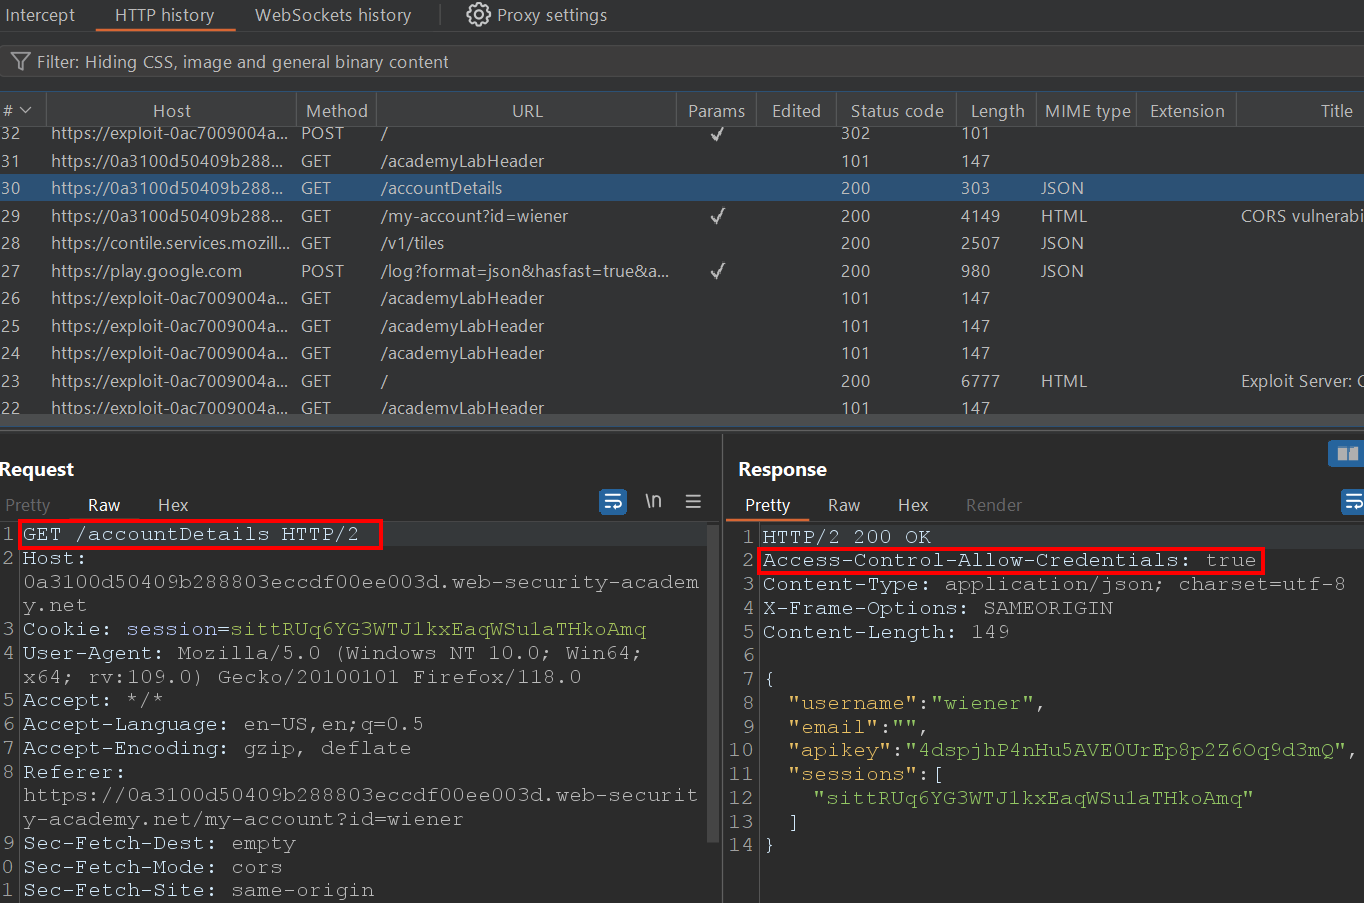 Intercept HTTP history WebSockets history Proxy settings
Filter: Hiding CSS, image and general binary content
# Host Method URL Params Edited Status code Length MIME type Extension Title
32 https://exploit-0ac7009004a... POST / ✓ 302 101
31 https://0a3100d50409b288... GET /academyLabHeader 101 147
30 https://0a3100d50409b288... GET /accountDetails 200 303 JSON
29 https://0a3100d50409b288... GET /my-account?id=wiener ✓ 200 4149 HTML CORS vulnerabi
28 https://contile.services.mozill... GET /v1/tiles 200 2507 JSON
27 https://play.google.com POST /log?format=json&hasfast=true&a... ✓ 200 980 JSON
26 https://exploit-0ac7009004a... GET /academyLabHeader 101 147
25 https://exploit-0ac7009004a... GET /academyLabHeader 101 147
24 https://exploit-0ac7009004a... GET /academyLabHeader 101 147
23 https://exploit-0ac7009004a... GET / 200 6777 HTML Exploit Server: C
22 https://exploit-0ac7009004a... GET /academyLabHeader 101 147
Request
Pretty Raw Hex \n
1 GET /accountDetails HTTP/2
2 Host:
0a3100d50409b288803eccdf00ee003d.web-security-academ
y.net
3 Cookie: session=sittRUq6YG3WTJ1kxEaqWSu1aTHkoAmq
4 User-Agent: Mozilla/5.0 (Windows NT 10.0; Win64;
x64; rv:109.0) Gecko/20100101 Firefox/118.0
5 Accept: */*
6 Accept-Language: en-US,en;q=0.5
7 Accept-Encoding: gzip, deflate
8 Referer:
https://0a3100d50409b288803eccdf00ee003d.web-securit
y-academy.net/my-account?id=wiener
9 Sec-Fetch-Dest: empty
0 Sec-Fetch-Mode: cors
1 Sec-Fetch-Site: same-origin
Response
Pretty Raw Hex Render
1 HTTP/2 200 OK
2 Access-Control-Allow-Credentials: true
3 Content-Type: application/json; charset=utf-8
4 X-Frame-Options: SAMEORIGIN
5 Content-Length: 149
6
7 {
8 "username":"wiener",
9 "email":"",
10 "apikey":"4dspjhP4nHu5AVE0UrEp8p2Z6Oq9d3mQ",
11 "sessions":[
12 "sittRUq6YG3WTJ1kxEaqWSu1aTHkoAmq"
13 ]
14 }